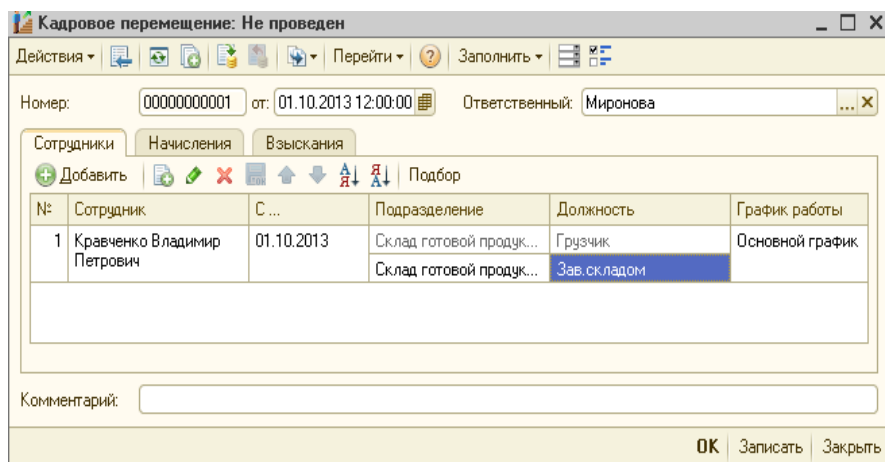 Кадровое перемещение: Не проведен
Действия Перейти ? Заполнить
Номер: 00000000001 от: 01.10.2013 12:00:00 Ответственный: Миронова ...
Сотрудники Начисления Взыскания
Добавить Подбор
№ Сотрудник С ... Подразделение Должность График работы
1 Кравченко Владимир 01.10.2013 Склад готовой продук... Грузчик Основной график
Петрович Склад готовой продук... Зав.складом
Комментарий:
OK Записать Закрыть